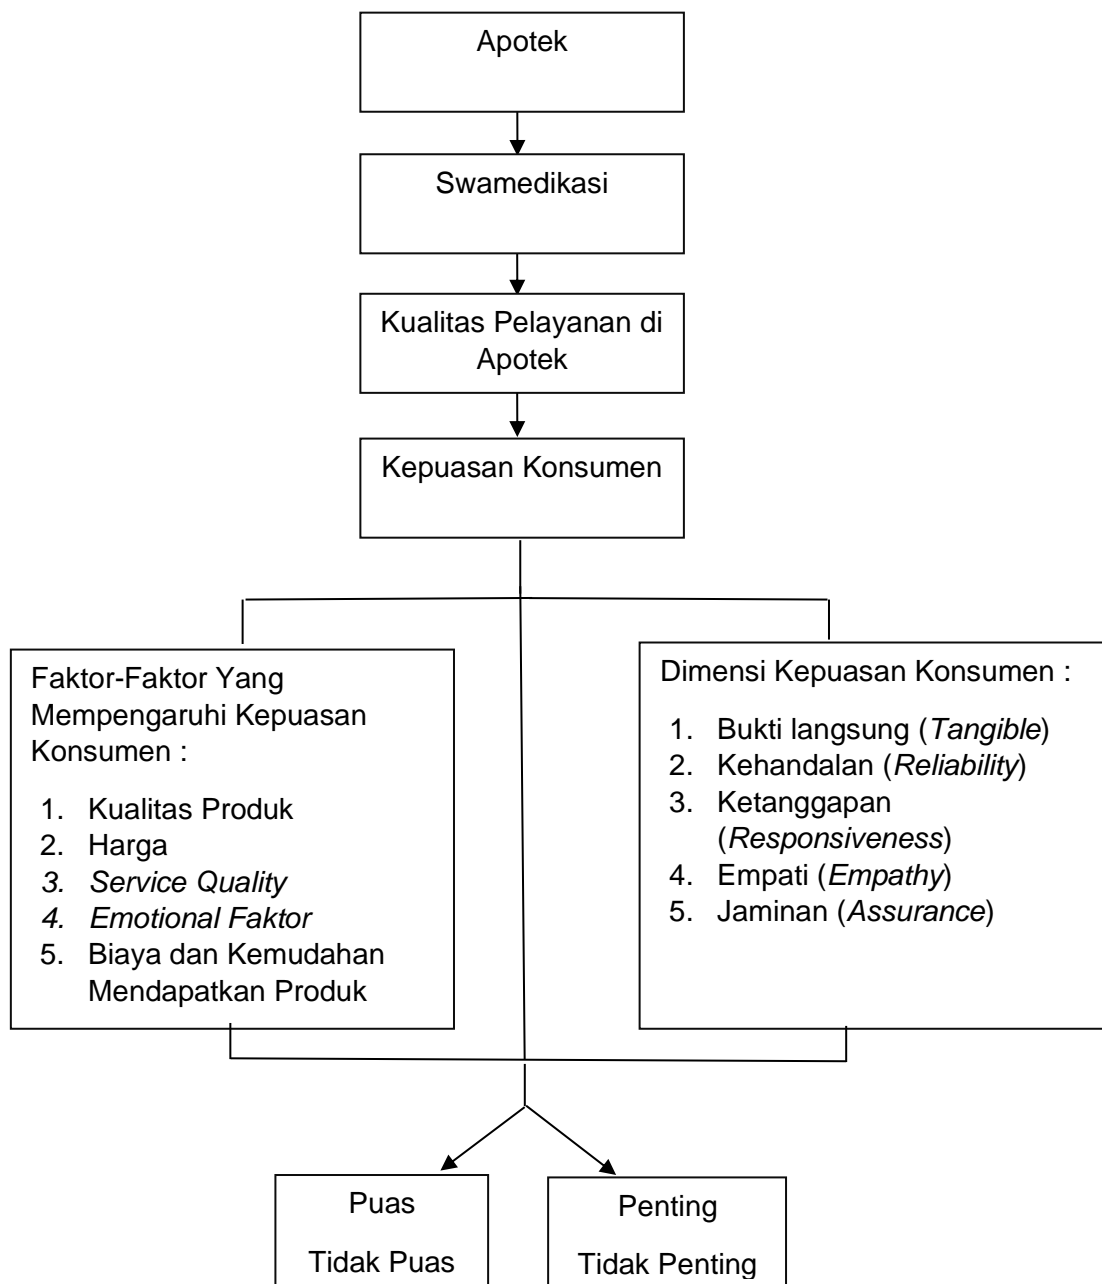 Apotek
Swamedikasi
Kualitas Pelayanan di
Apotek
Kepuasan Konsumen
Faktor-Faktor Yang
Mempengaruhi Kepuasan
Konsumen :
1. Kualitas Produk
2. Harga
3. Service Quality
4. Emotional Faktor
5. Biaya dan Kemudahan
Mendapatkan Produk
Dimensi Kepuasan Konsumen :
1. Bukti langsung (Tangible)
2. Kehandalan (Reliability)
3. Ketanggapan
(Responsiveness)
4. Empati (Empathy)
5. Jaminan (Assurance)
Puas
Tidak Puas
Penting
Tidak Penting